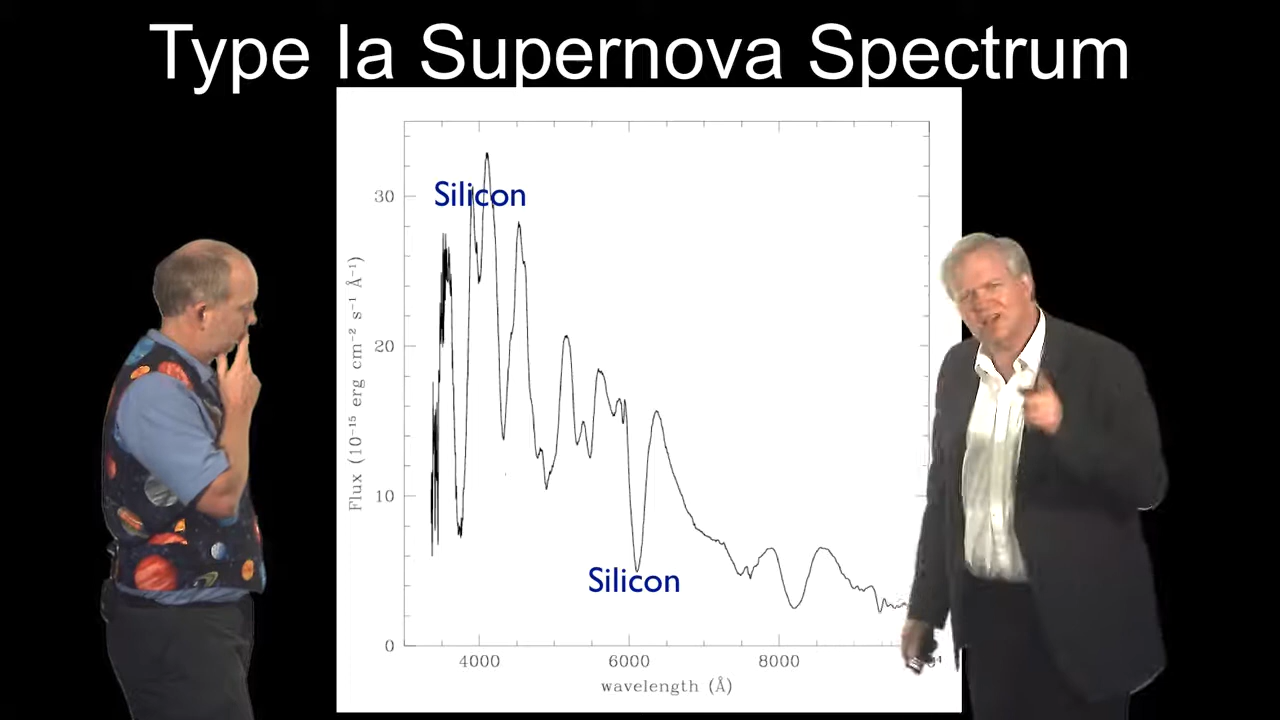 Type Ia Supernova Spectrum
Silicon
30
20
10
0
Flux (10⁻¹⁵ erg cm⁻² s⁻¹ Å⁻¹)
Silicon
4000 6000 8000
wavelength (Å)